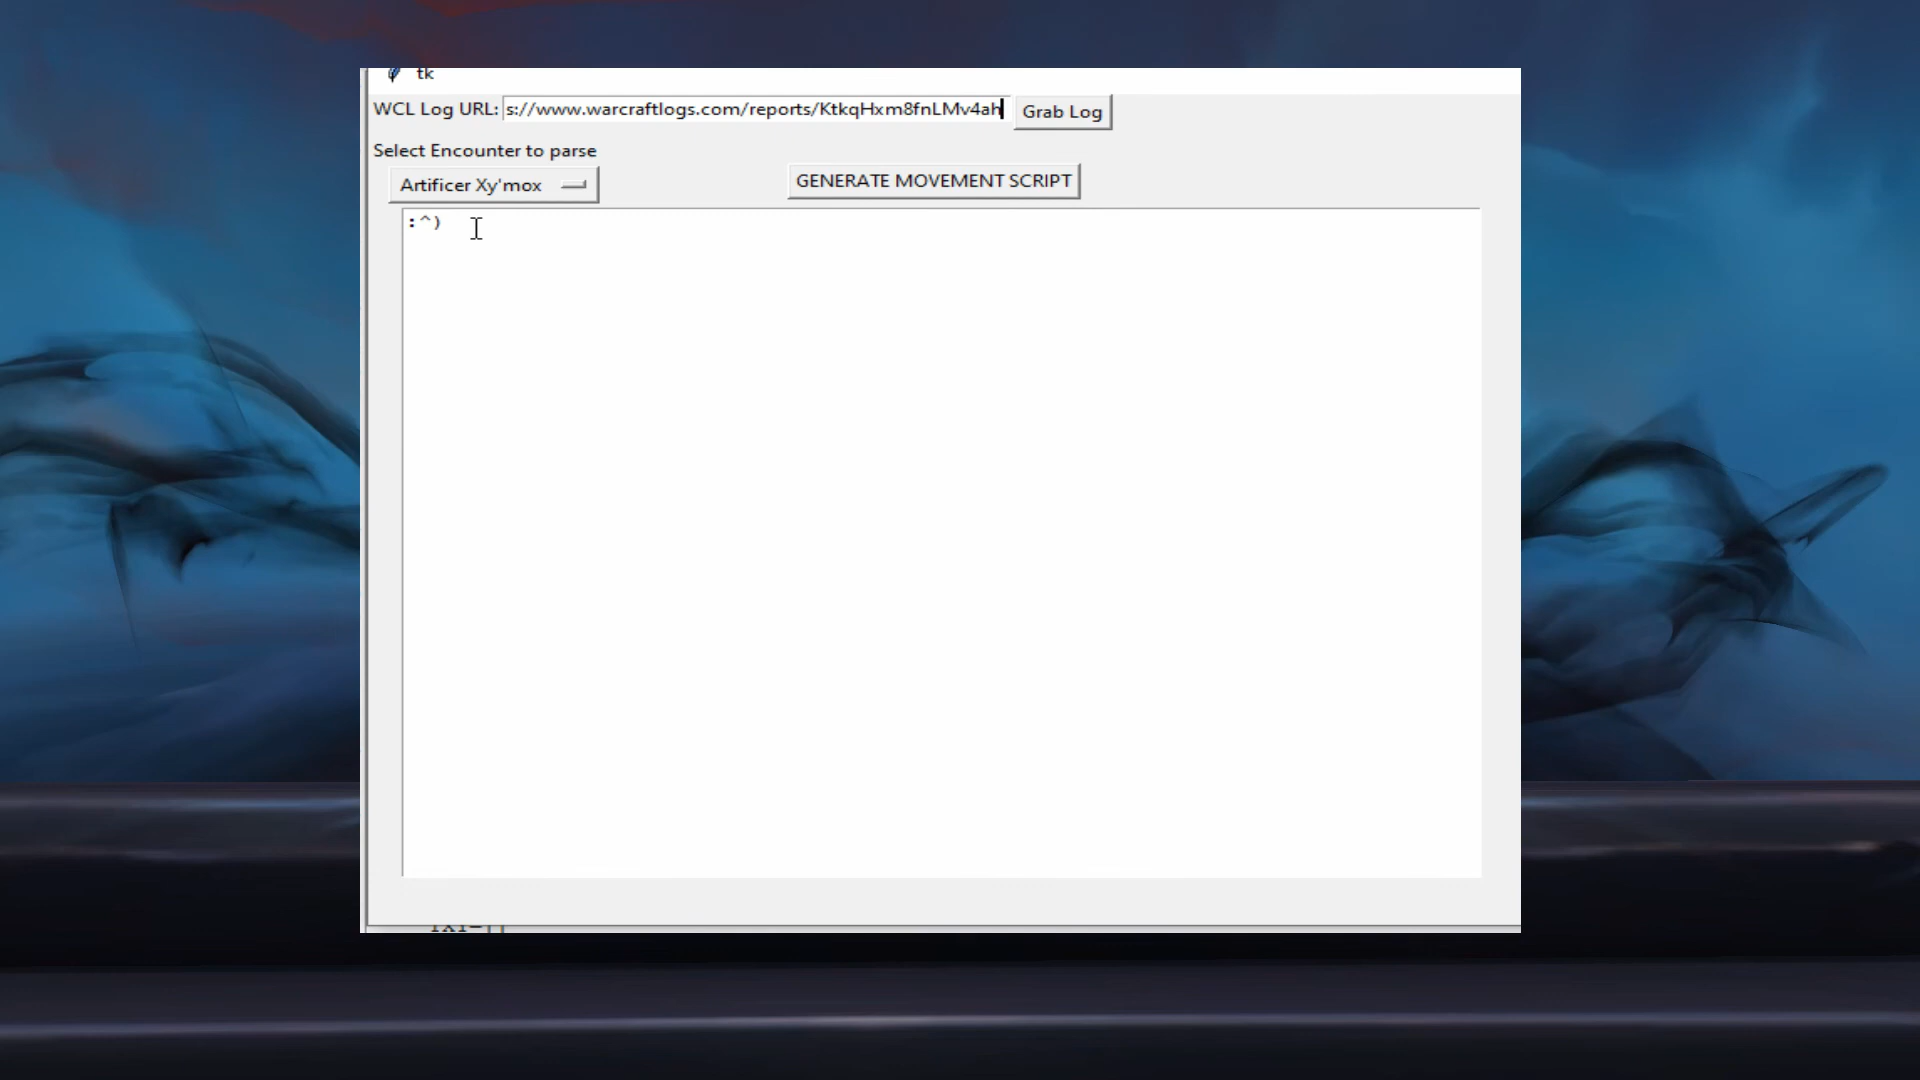 tk
WCL Log URL: s://www.warcraftlogs.com/reports/KtkqHxm8fnLMv4ah Grab Log
Select Encounter to parse
Artificer Xy'mox GENERATE MOVEMENT SCRIPT
:^)